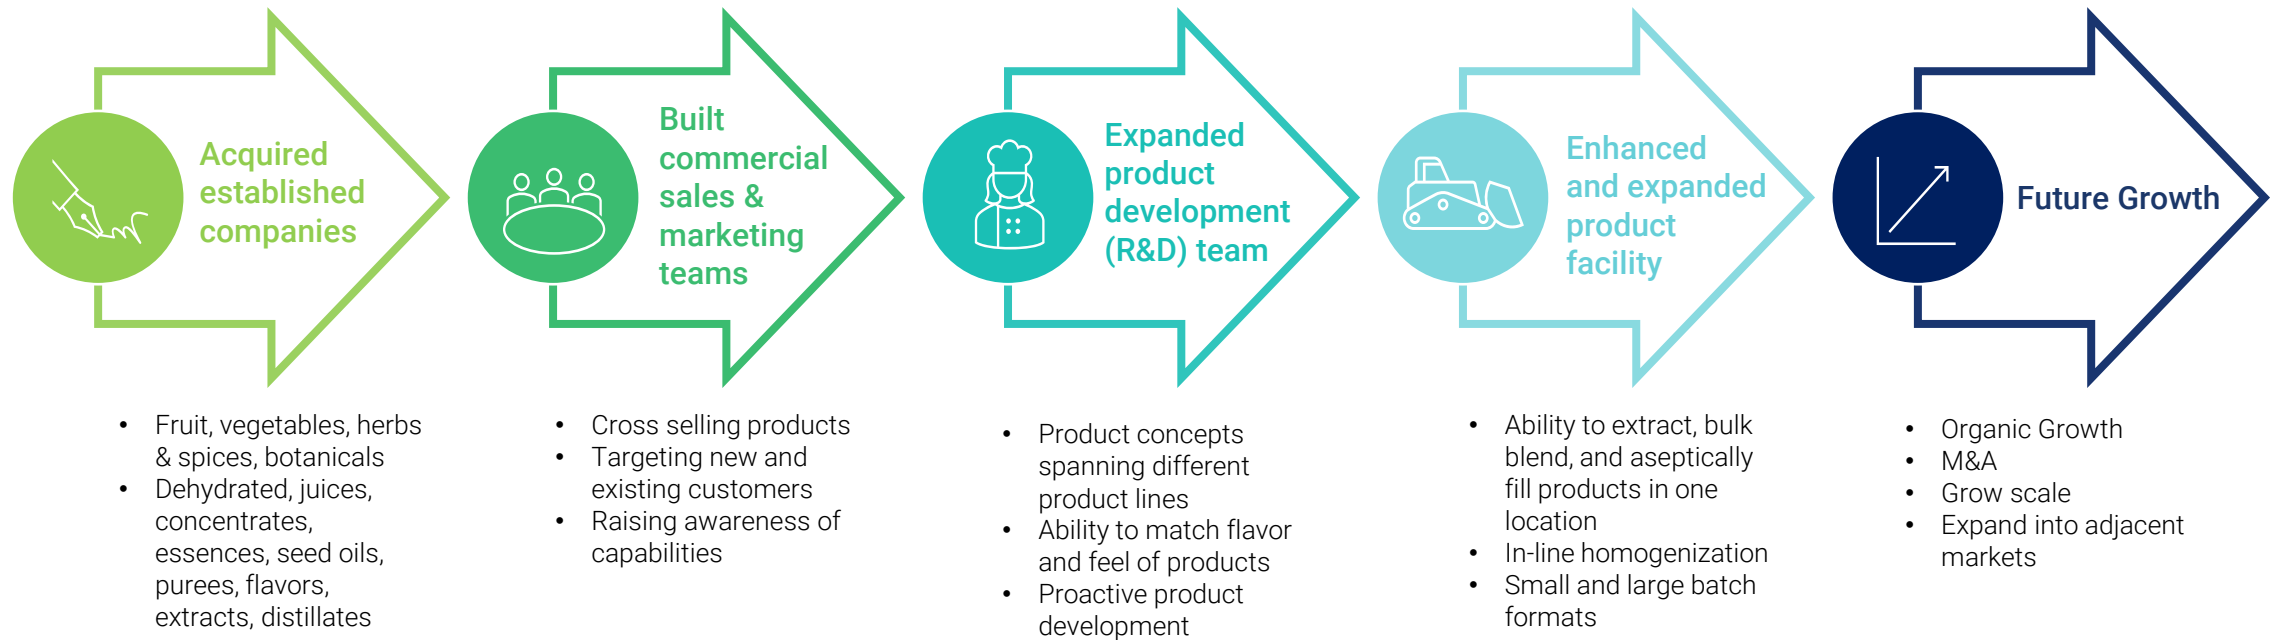 Acquired
established
companies
Built
commercial
sales &
marketing
teams
Expanded
product
development
(R&D) team
Enhanced
and expanded
product
facility
Future Growth
• Fruit, vegetables, herbs
& spices, botanicals
• Dehydrated, juices,
concentrates,
essences, seed oils,
purees, flavors,
extracts, distillates
• Cross selling products
• Targeting new and
existing customers
• Raising awareness of
capabilities
• Product concepts
spanning different
product lines
• Ability to match flavor
and feel of products
• Proactive product
development
• Ability to extract, bulk
blend, and aseptically
fill products in one
location
• In-line homogenization
• Small and large batch
formats
• Organic Growth
• M&A
• Grow scale
• Expand into adjacent
markets